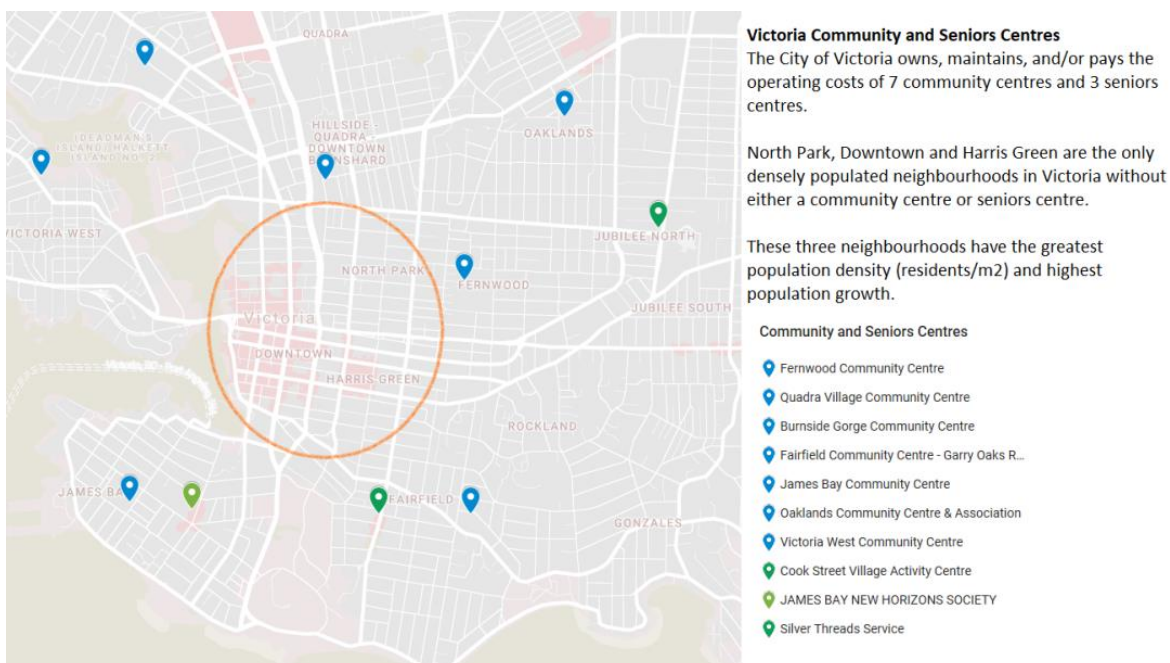 QUADRA
IDEADMAN'S
ISLAND/HALKETT
ISLAND NO. 2
HILLSIDE -
QUADRA -
DOWNTOWN
OAKLANDS
JUBILEE NORTH
VICTORIA WEST
NORTH PARK
FERNWOOD
JUBILEE SOUTH
Victoria
DOWNTOWN
HARRIS GREEN
ROCKLAND
JAMES BA
FAIRFIELD
GONZALES
Victoria Community and Seniors Centres
The City of Victoria owns, maintains, and/or pays the
operating costs of 7 community centres and 3 seniors
centres.
North Park, Downtown and Harris Green are the only
densely populated neighbourhoods in Victoria without
either a community centre or seniors centre.
These three neighbourhoods have the greatest
population density (residents/m2) and highest
population growth.
Community and Seniors Centres
Fernwood Community Centre
Quadra Village Community Centre
Burnside Gorge Community Centre
Fairfield Community Centre - Garry Oaks R...
James Bay Community Centre
Oaklands Community Centre & Association
Victoria West Community Centre
Cook Street Village Activity Centre
JAMES BAY NEW HORIZONS SOCIETY
Silver Threads Service